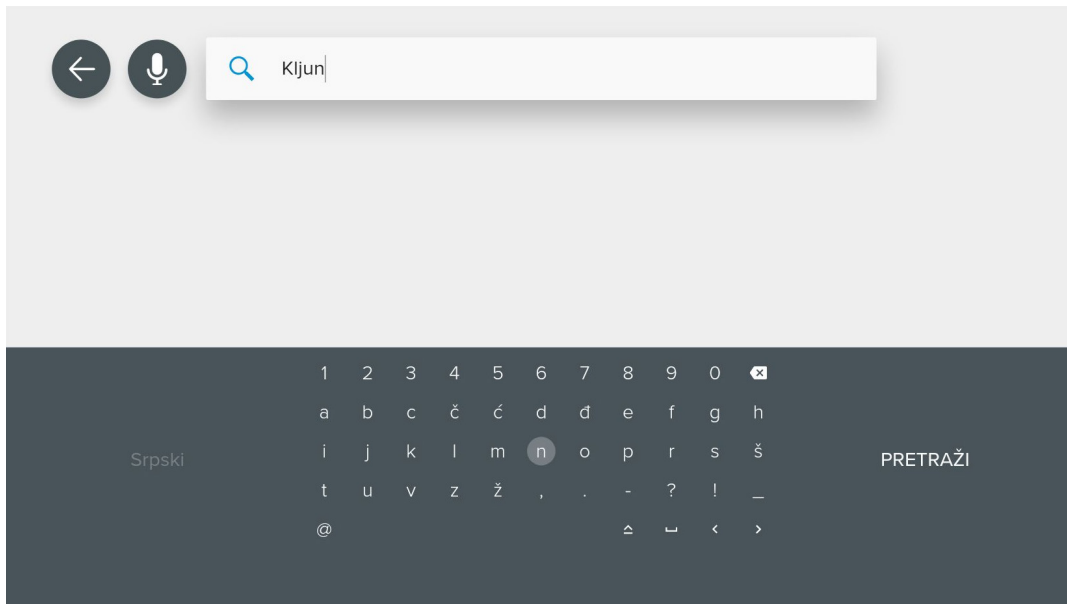 Kljun
1 2 3 4 5 6 7 8 9 0
a b c č ć d đ e f g h
i j k l m n o p r s š
t u v z ž , . - ? ! _
@ < >
Srpski
PRETRAŽI